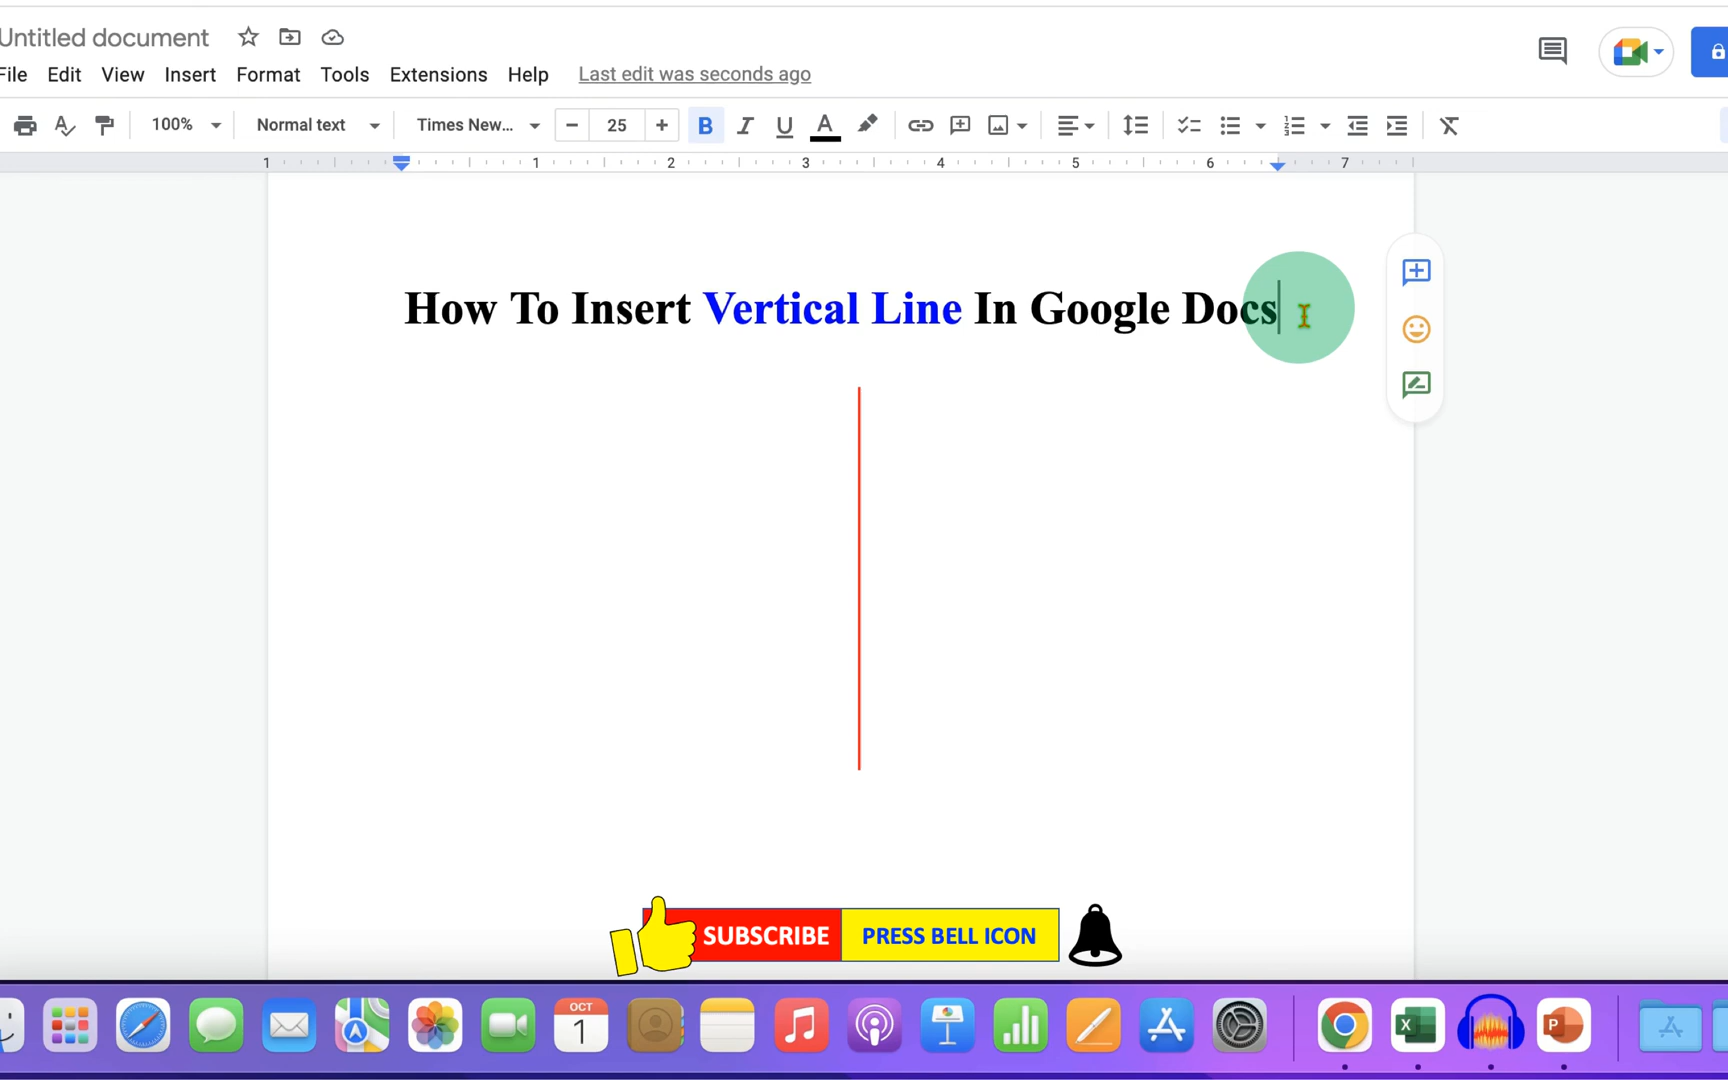 Untitled document
File Edit View Insert Format Tools Extensions Help Last edit was seconds ago
100% Normal text Times New... 25 B I U A
1 1 2 3 4 5 6 7
How To Insert Vertical Line In Google Docs
SUBSCRIBE PRESS BELL ICON
OCT
1
X
P